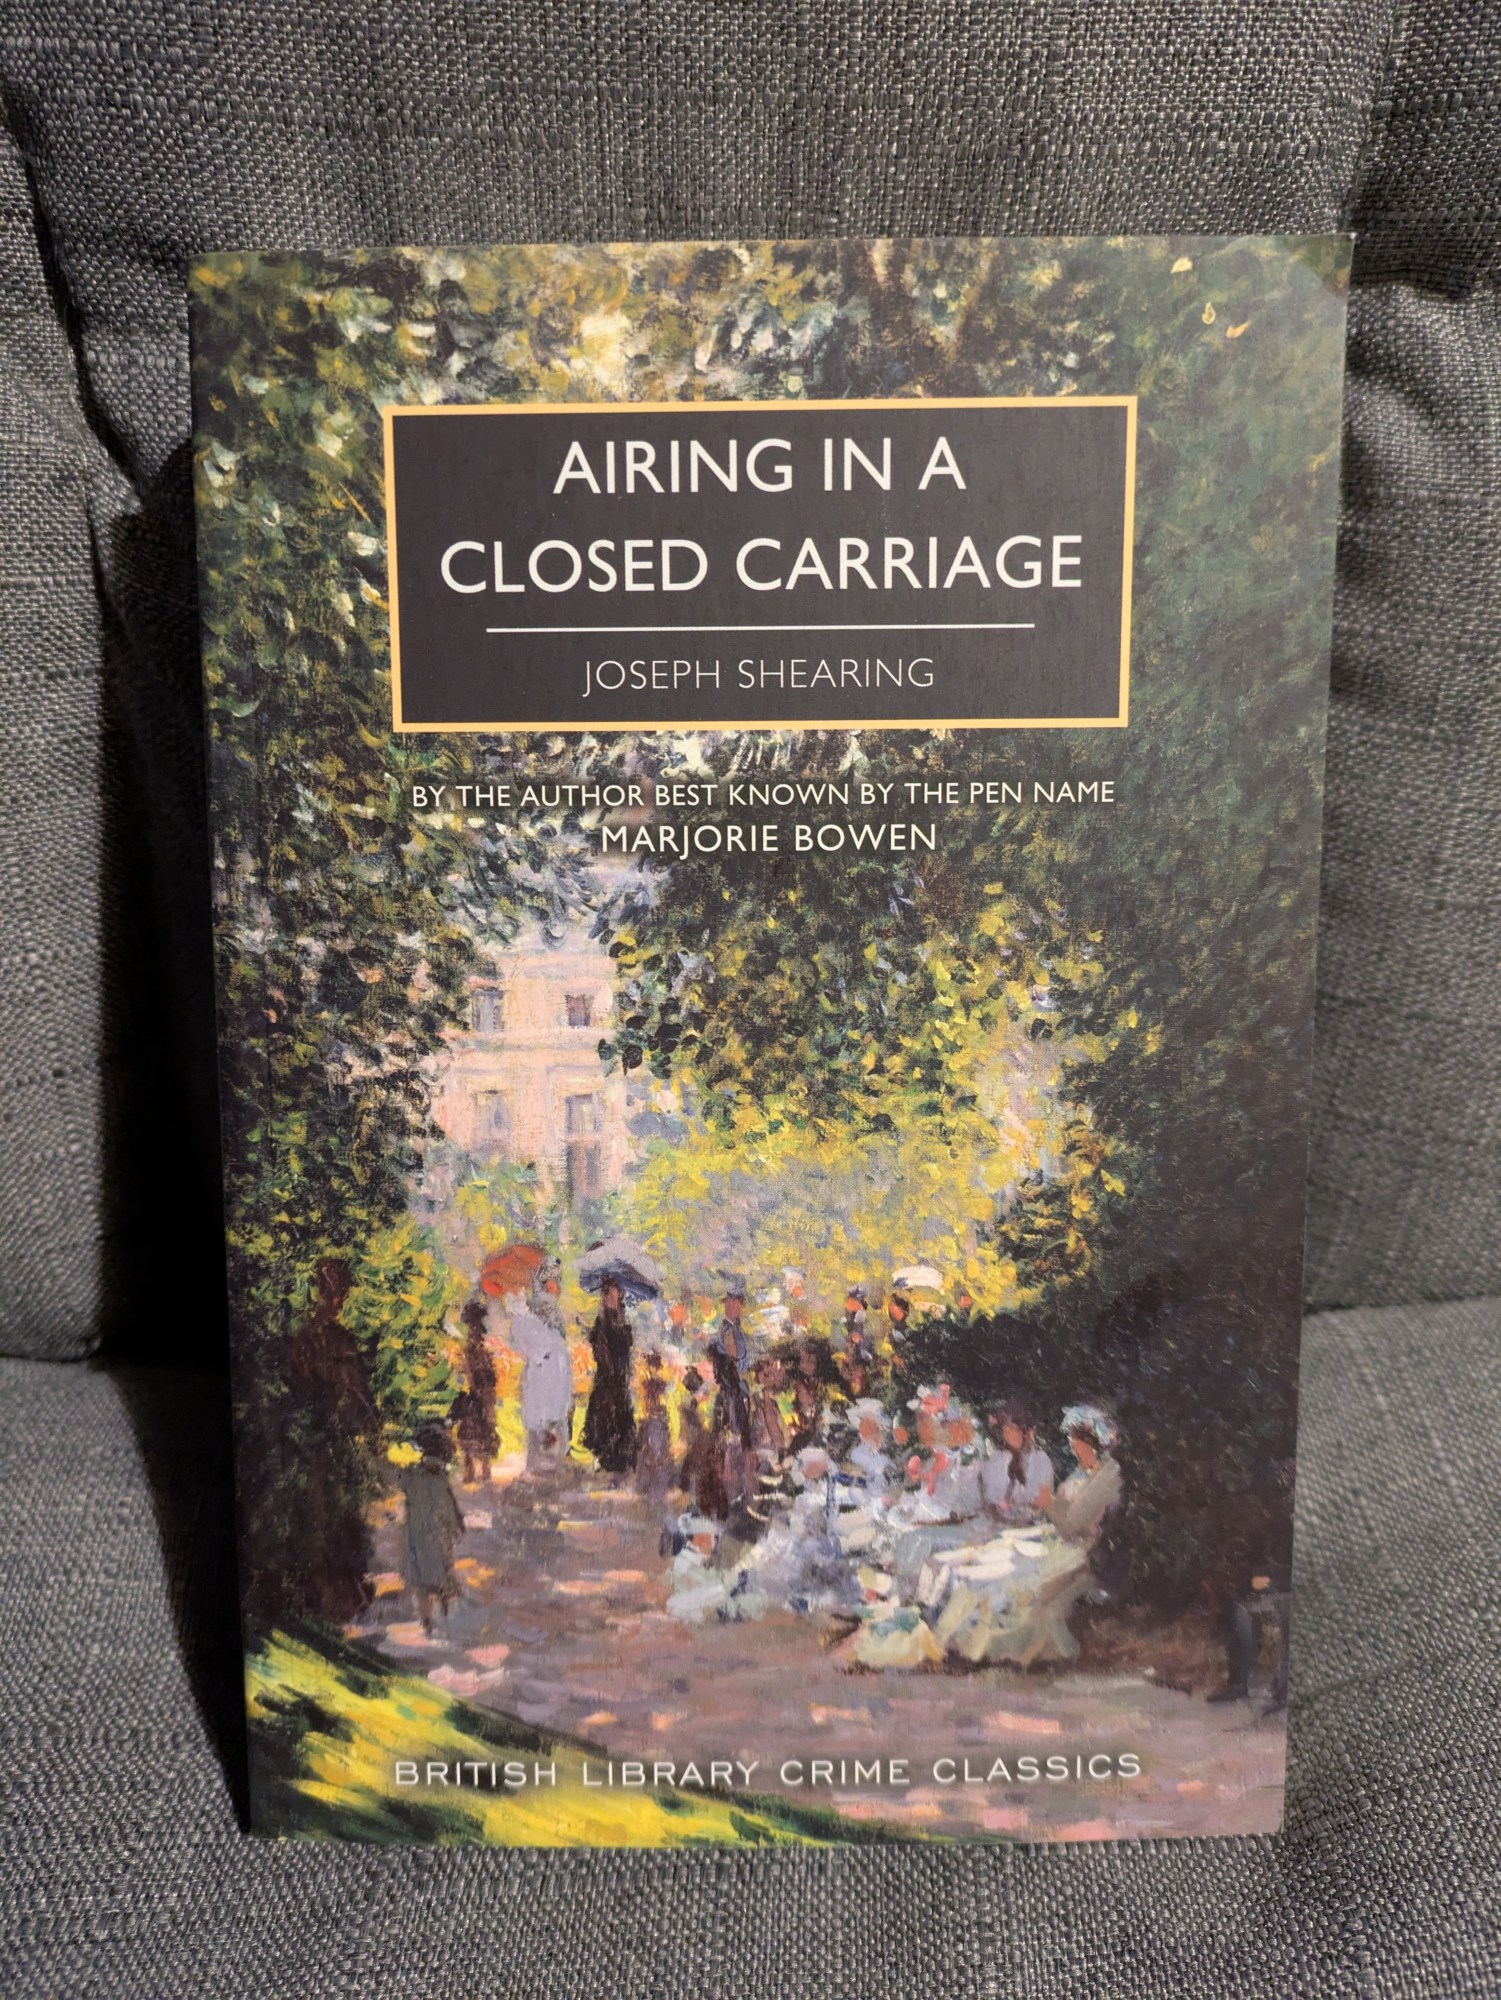 AIRING IN A
CLOSED CARRIAGE
JOSEPH SHEARING
BY THE AUTHOR BEST KNOWN BY THE PEN NAME
MARJORIE BOWEN
BRITISH LIBRARY CRIME CLASSICS